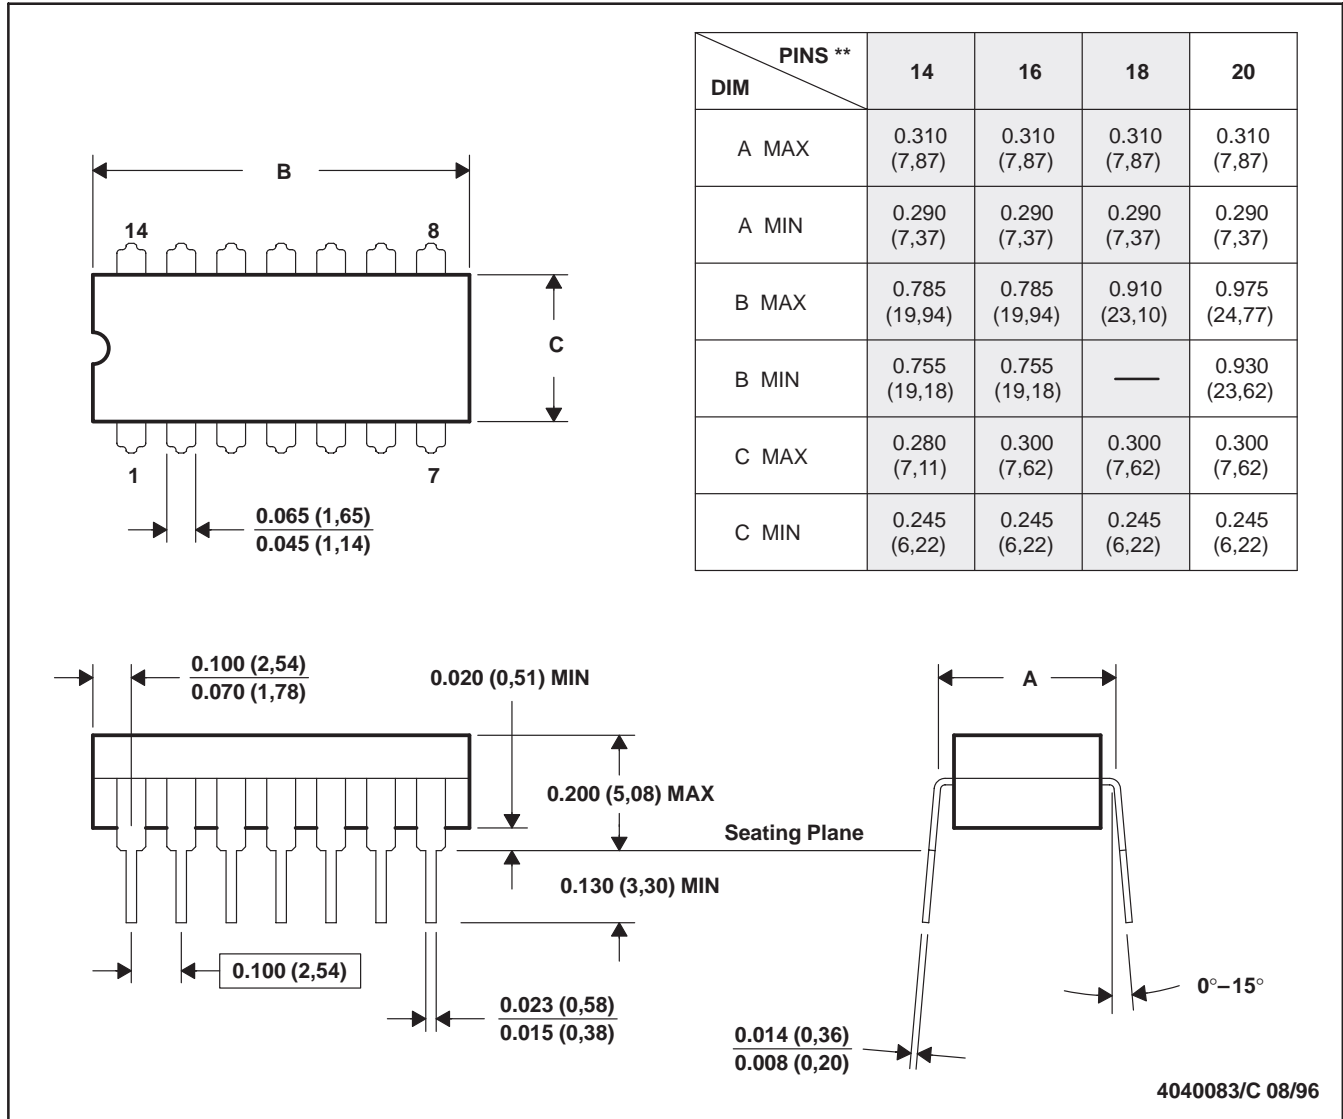 PINS **
DIM
14 16 18 20
A MAX
0.310 (7,87) 0.310 (7,87) 0.310 (7,87) 0.310 (7,87)
A MIN
0.290 (7,37) 0.290 (7,37) 0.290 (7,37) 0.290 (7,37)
B MAX
0.785 (19,94) 0.785 (19,94) 0.910 (23,10) 0.975 (24,77)
B MIN
0.755 (19,18) 0.755 (19,18) — 0.930 (23,62)
C MAX
0.280 (7,11) 0.300 (7,62) 0.300 (7,62) 0.300 (7,62)
C MIN
0.245 (6,22) 0.245 (6,22) 0.245 (6,22) 0.245 (6,22)
B
14 8
C
1 7
0.065 (1,65)
0.045 (1,14)
0.100 (2,54)
0.070 (1,78)
0.020 (0,51) MIN
A
0.200 (5,08) MAX
Seating Plane
0.130 (3,30) MIN
0.100 (2,54)
0°–15°
0.023 (0,58)
0.015 (0,38)
0.014 (0,36)
0.008 (0,20)
4040083/C 08/96